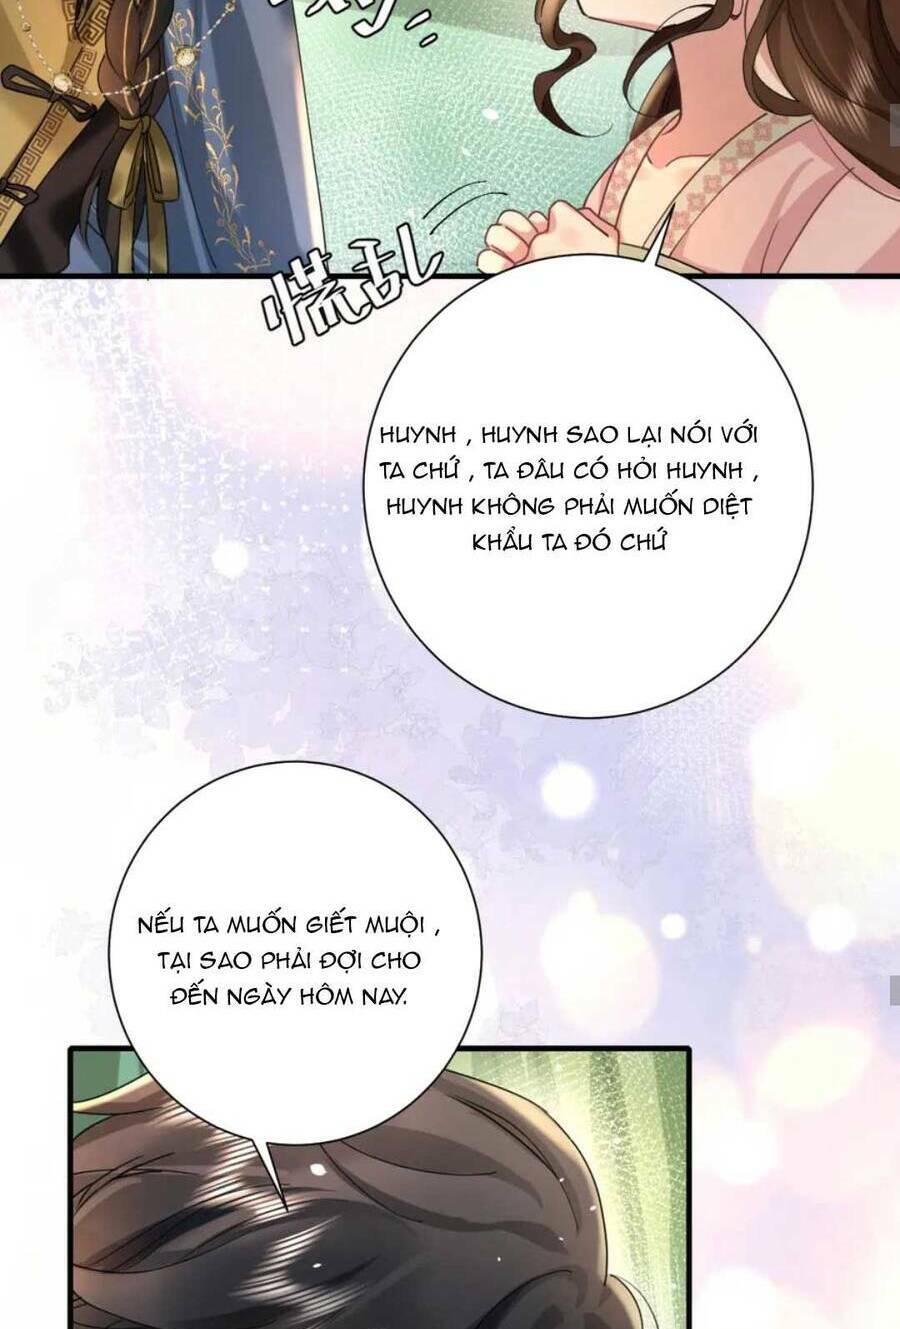 慌乱
HUYNH , HUYNH SAO LẠI NÓI VỚI
TA CHỨ , TA ĐÂU CÓ HỎI HUYNH ,
HUYNH KHÔNG PHẢI MUỐN DIỆT
KHẨU TA ĐÓ CHỨ
NẾU TA MUỐN GIẾT MUỘI ,
TẠI SAO PHẢI ĐỢI CHO
ĐẾN NGÀY HÔM NAY.